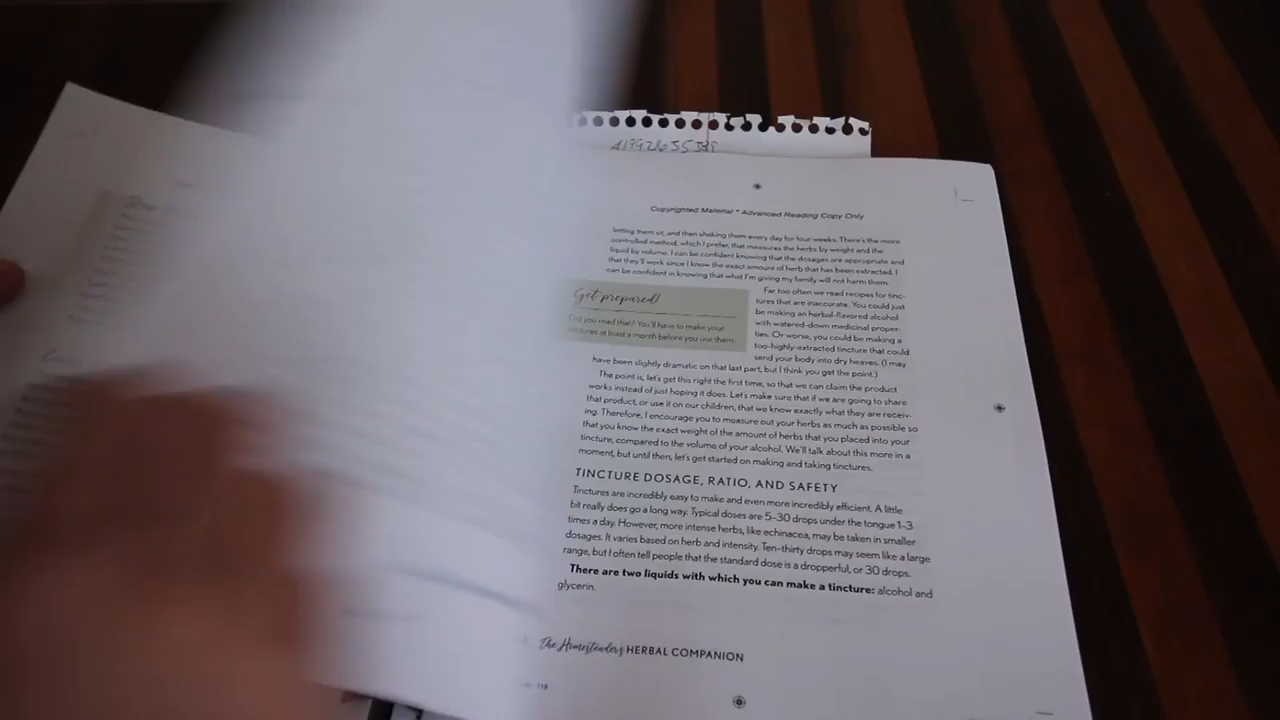 Copyrighted Material * Advanced Reading Copy Only
letting them sit, and then shaking them every day for four weeks. There's the more
controlled method, which I prefer, that measures the herbs by weight and the
liquid by volume. I can be confident knowing that the dosages are appropriate and
that they'll work since I know the exact amount of herb that has been extracted. I
can be confident in knowing that what I'm giving my family will not harm them.
Get prepared!
Did you read that? You'll have to make your
tinctures at least a month before you use them.
Far too often we read recipes for tinc-
tures that are inaccurate. You could just
be making an herbal-flavored alcohol
with watered-down medicinal proper-
ties. Or worse, you could be making a
too-highly-extracted tincture that could
send your body into dry heaves. (I may
have been slightly dramatic on that last part, but I think you get the point.)
The point is, let's get this right the first time, so that we can claim the product
works instead of just hoping it does. Let's make sure that if we are going to share
that product, or use it on our children, that we know exactly what they are receiv-
ing. Therefore, I encourage you to measure out your herbs as much as possible so
that you know the exact weight of the amount of herbs that you placed into your
tincture, compared to the volume of your alcohol. We'll talk about this more in a
moment, but until then, let's get started on making and taking tinctures.
TINCTURE DOSAGE, RATIO, AND SAFETY
Tinctures are incredibly easy to make and even more incredibly efficient. A little
bit really does go a long way. Typical doses are 5–30 drops under the tongue 1–3
times a day. However, more intense herbs, like echinacea, may be taken in smaller
dosages. It varies based on herb and intensity. Ten–thirty drops may seem like a large
range, but I often tell people that the standard dose is a dropperful, or 30 drops.
There are two liquids with which you can make a tincture: alcohol and
glycerin.
The Homesteader's HERBAL COMPANION
118